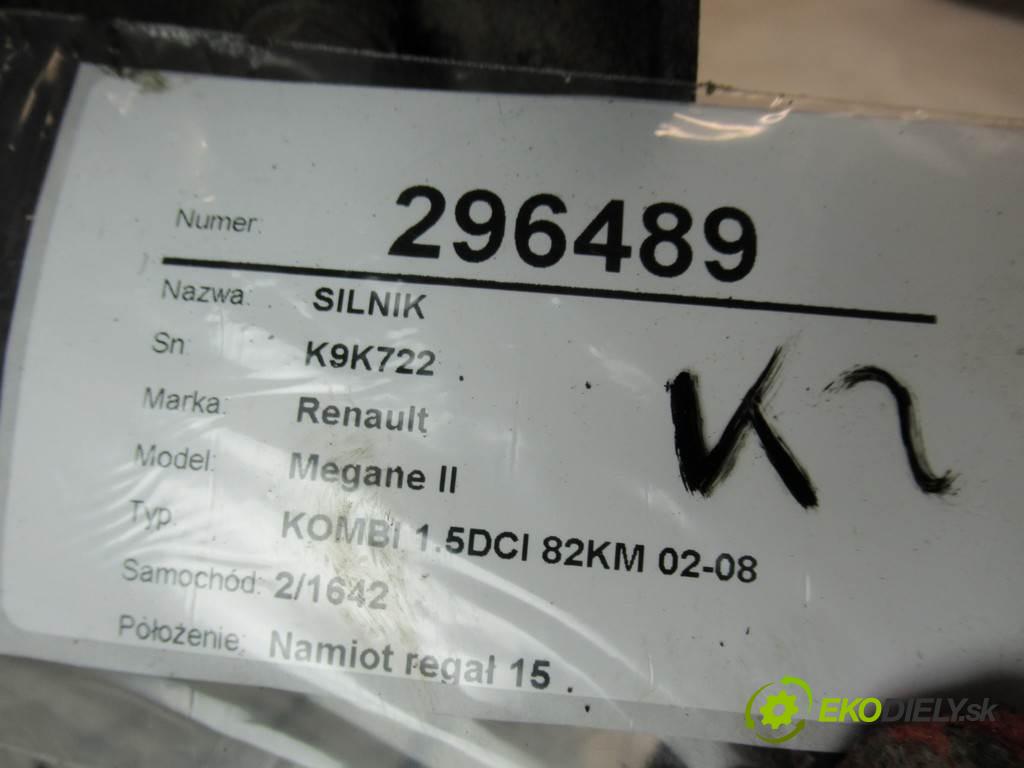 Numer: 296489
Nazwa: SILNIK
Sn: K9K722
Marka: Renault
Model: Megane II
Typ: KOMBI 1.5DCI 82KM 02-08
Samochód: 2/1642
Położenie: Namiot regał 15
K2
EKODIELY.sk